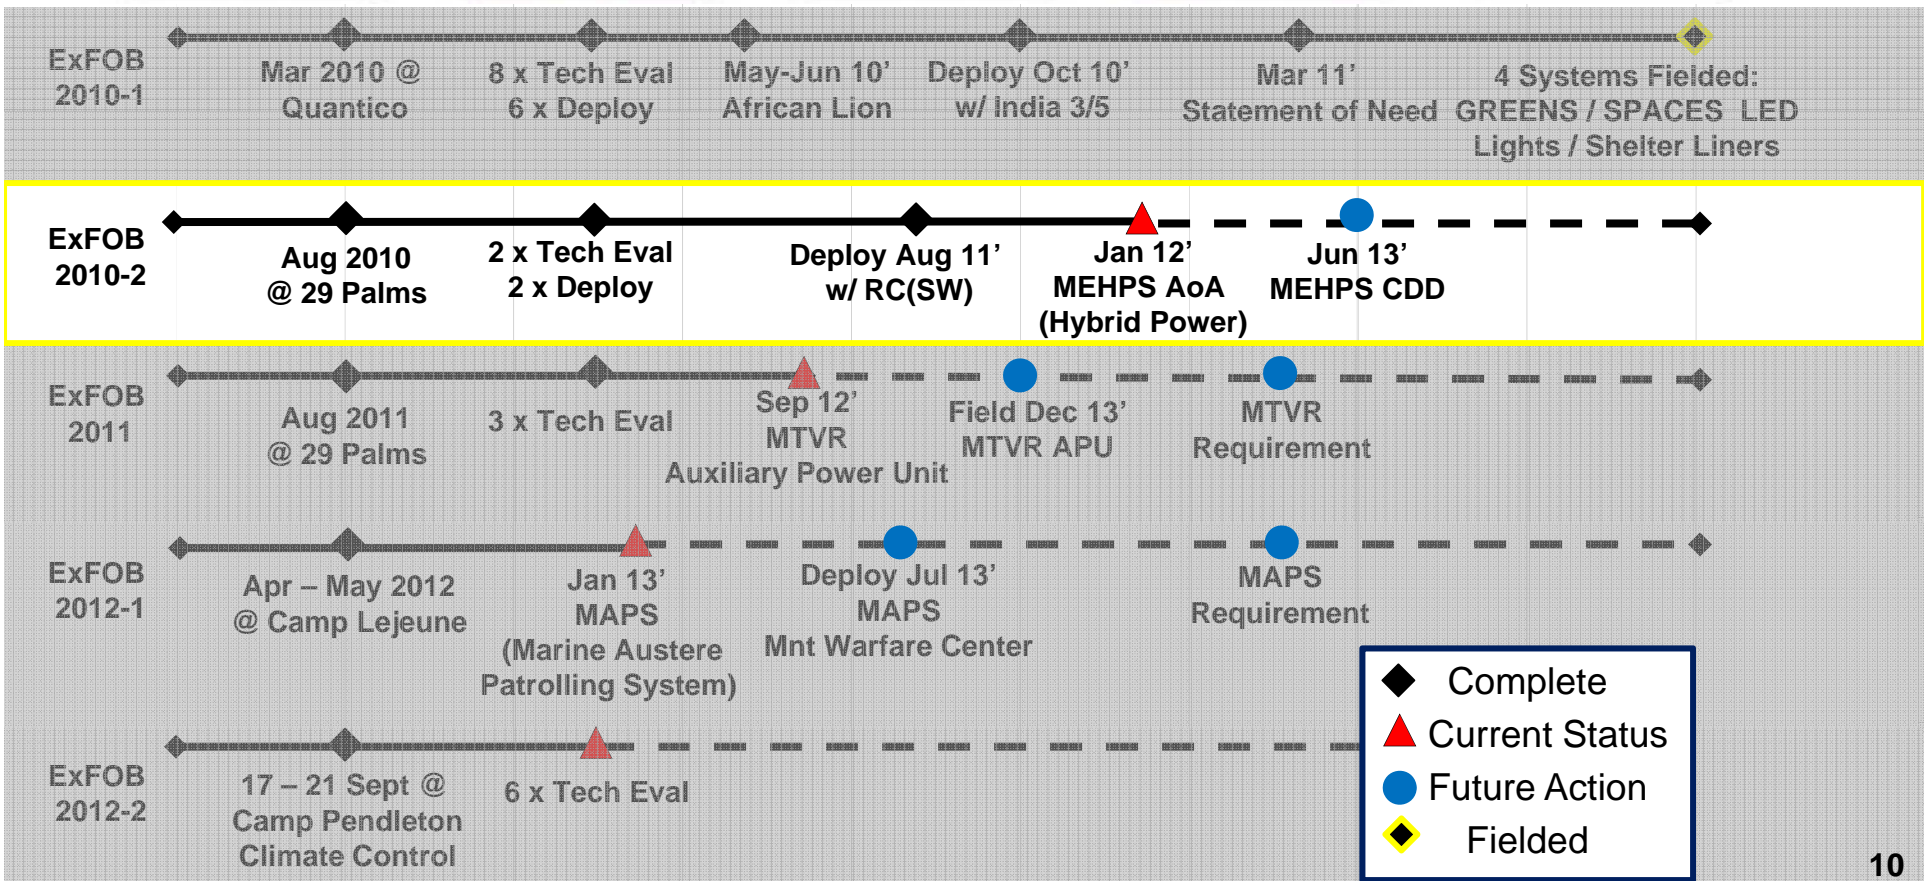 ExFOB
2010-1
Mar 2010 @
Quantico
8 x Tech Eval
6 x Deploy
May-Jun 10’
African Lion
Deploy Oct 10’
w/ India 3/5
Mar 11’
Statement of Need
4 Systems Fielded:
GREENS / SPACES LED
Lights / Shelter Liners
ExFOB
2010-2
Aug 2010
@ 29 Palms
2 x Tech Eval
2 x Deploy
Deploy Aug 11’
w/ RC(SW)
Jan 12’
MEHPS AoA
(Hybrid Power)
Jun 13’
MEHPS CDD
ExFOB
2011
Aug 2011
@ 29 Palms
3 x Tech Eval
Sep 12’
MTVR
Auxiliary Power Unit
Field Dec 13’
MTVR APU
MTVR
Requirement
ExFOB
2012-1
Apr – May 2012
@ Camp Lejeune
Jan 13’
MAPS
(Marine Austere
Patrolling System)
Deploy Jul 13’
MAPS
Mnt Warfare Center
MAPS
Requirement
ExFOB
2012-2
17 – 21 Sept @
Camp Pendleton
Climate Control
6 x Tech Eval
Complete
Current Status
Future Action
Fielded
10